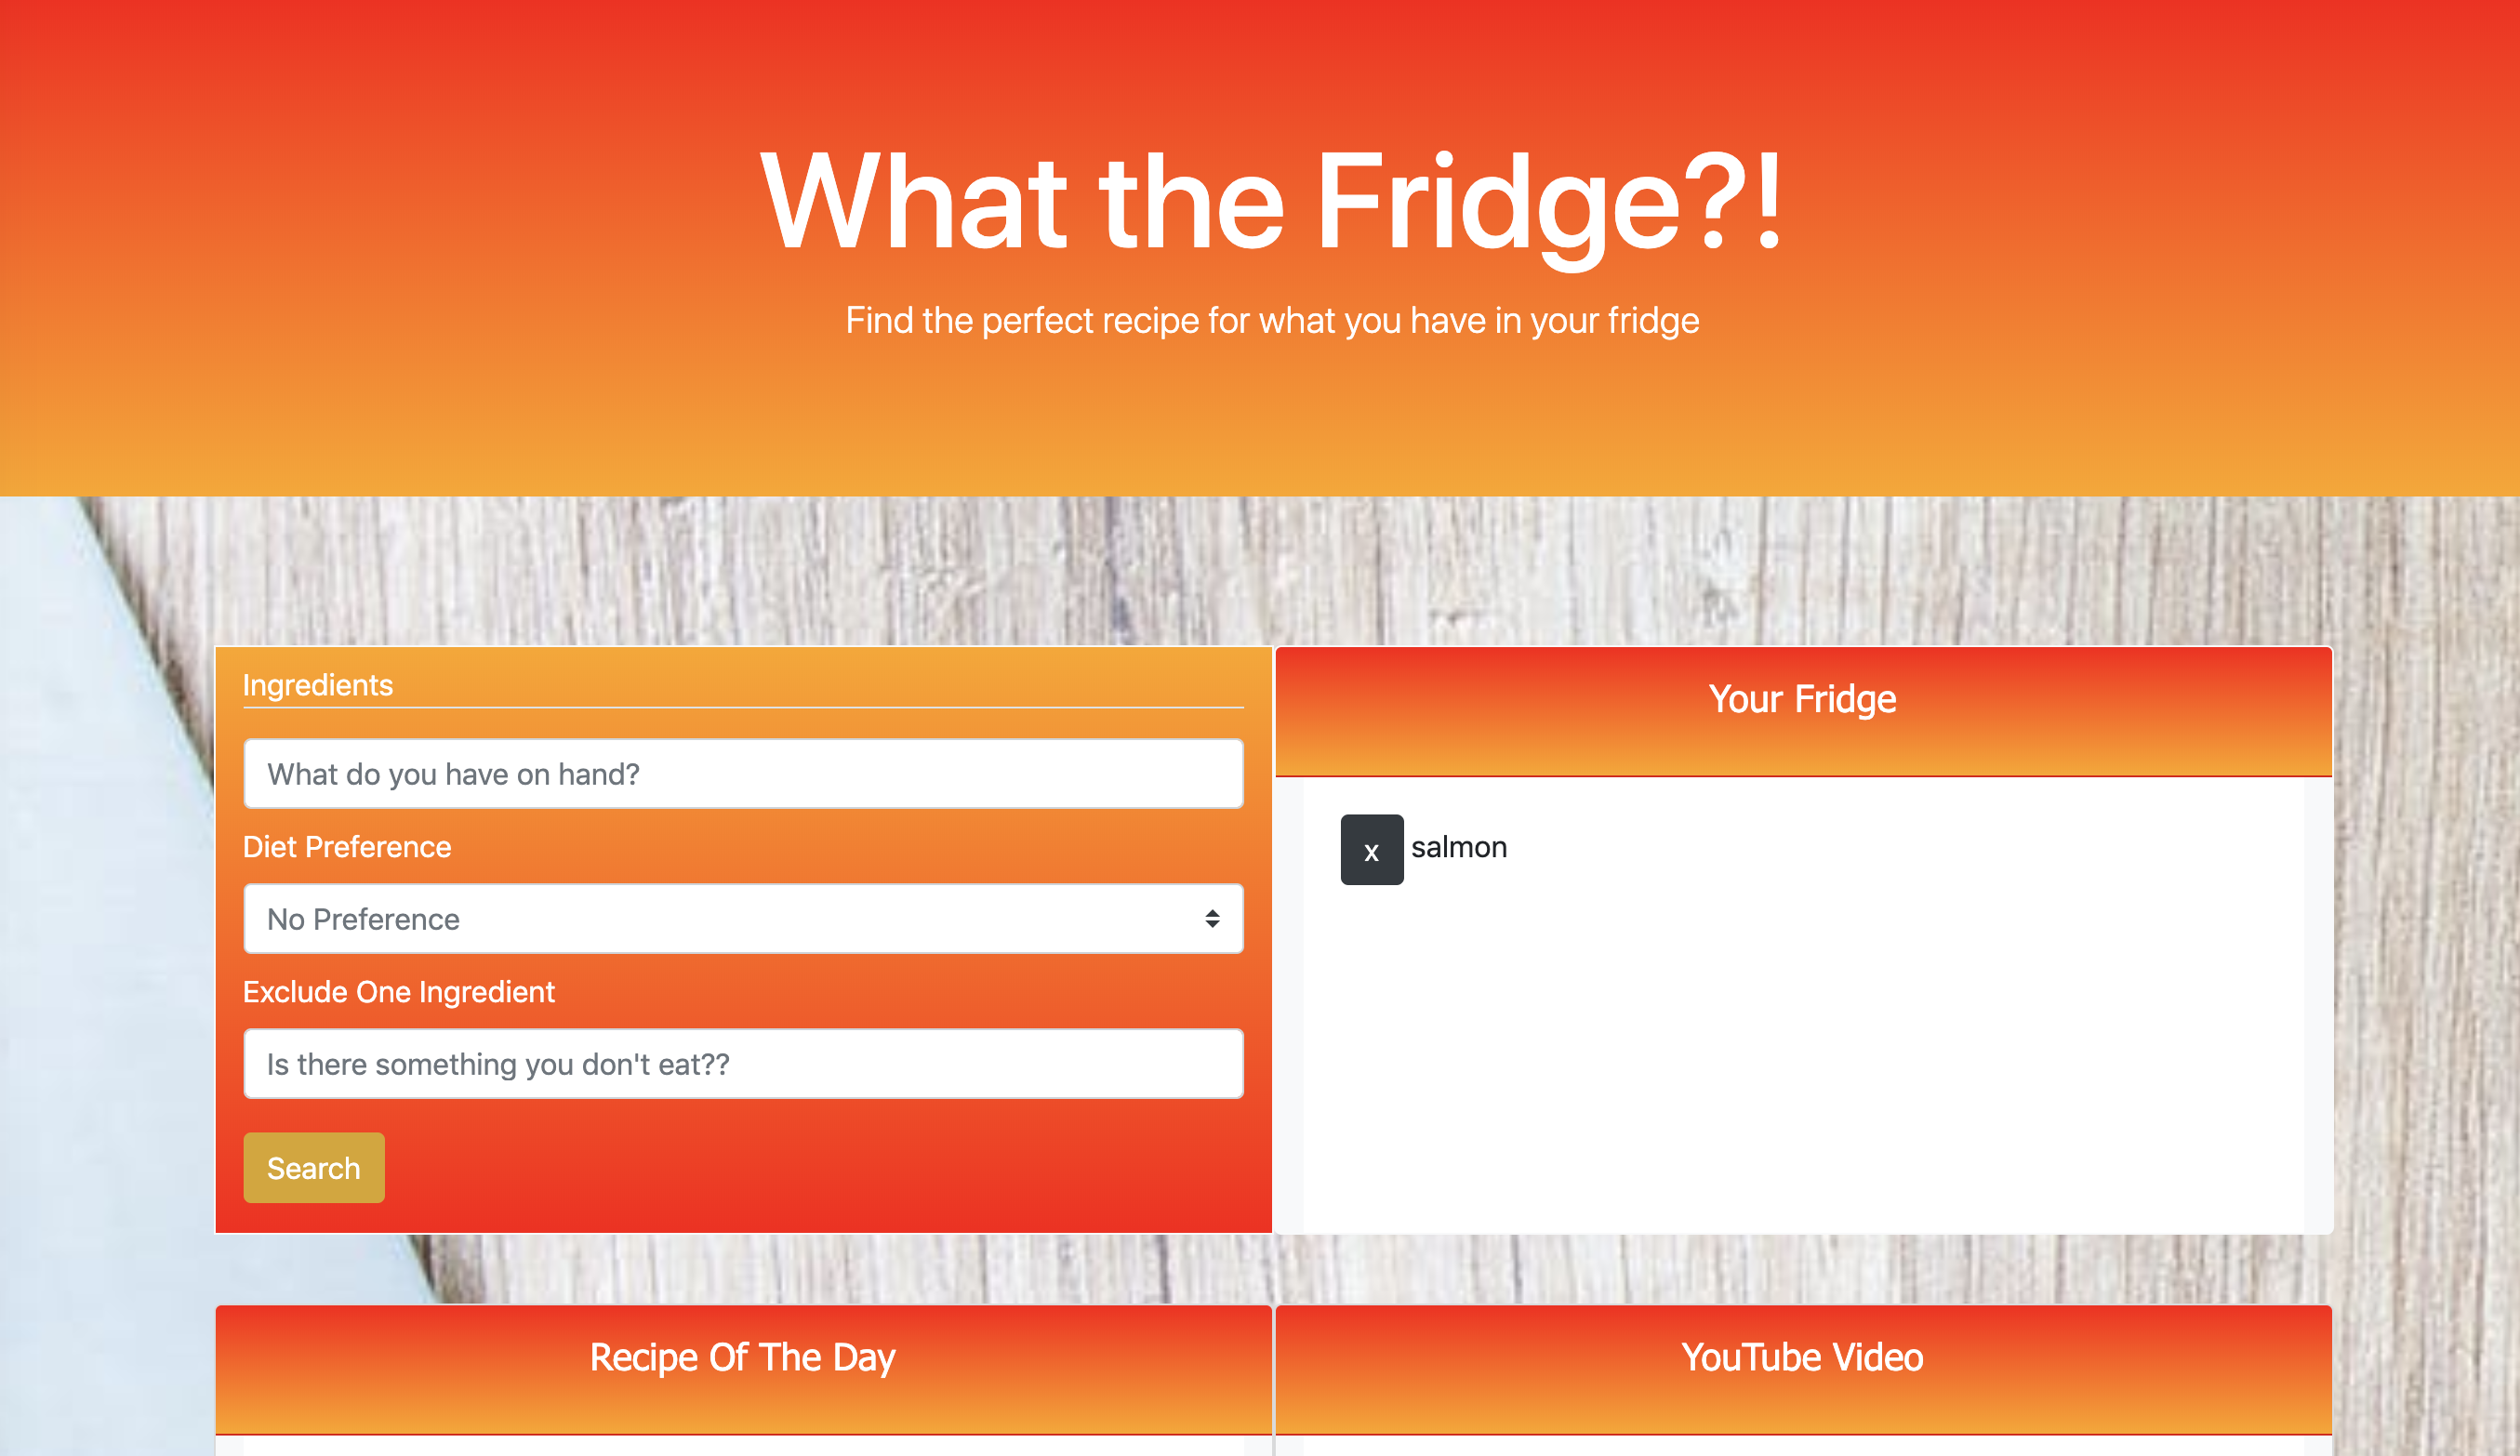 What the Fridge?!
Find the perfect recipe for what you have in your fridge
Ingredients
What do you have on hand?
Diet Preference
No Preference
Exclude One Ingredient
Is there something you don't eat??
Search
Your Fridge
x salmon
Recipe Of The Day
YouTube Video